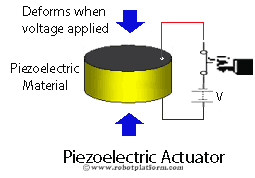 Deforms when
voltage applied
Piezoelectric
Material
V
Piezoelectric Actuator
© www.robotplatform.com